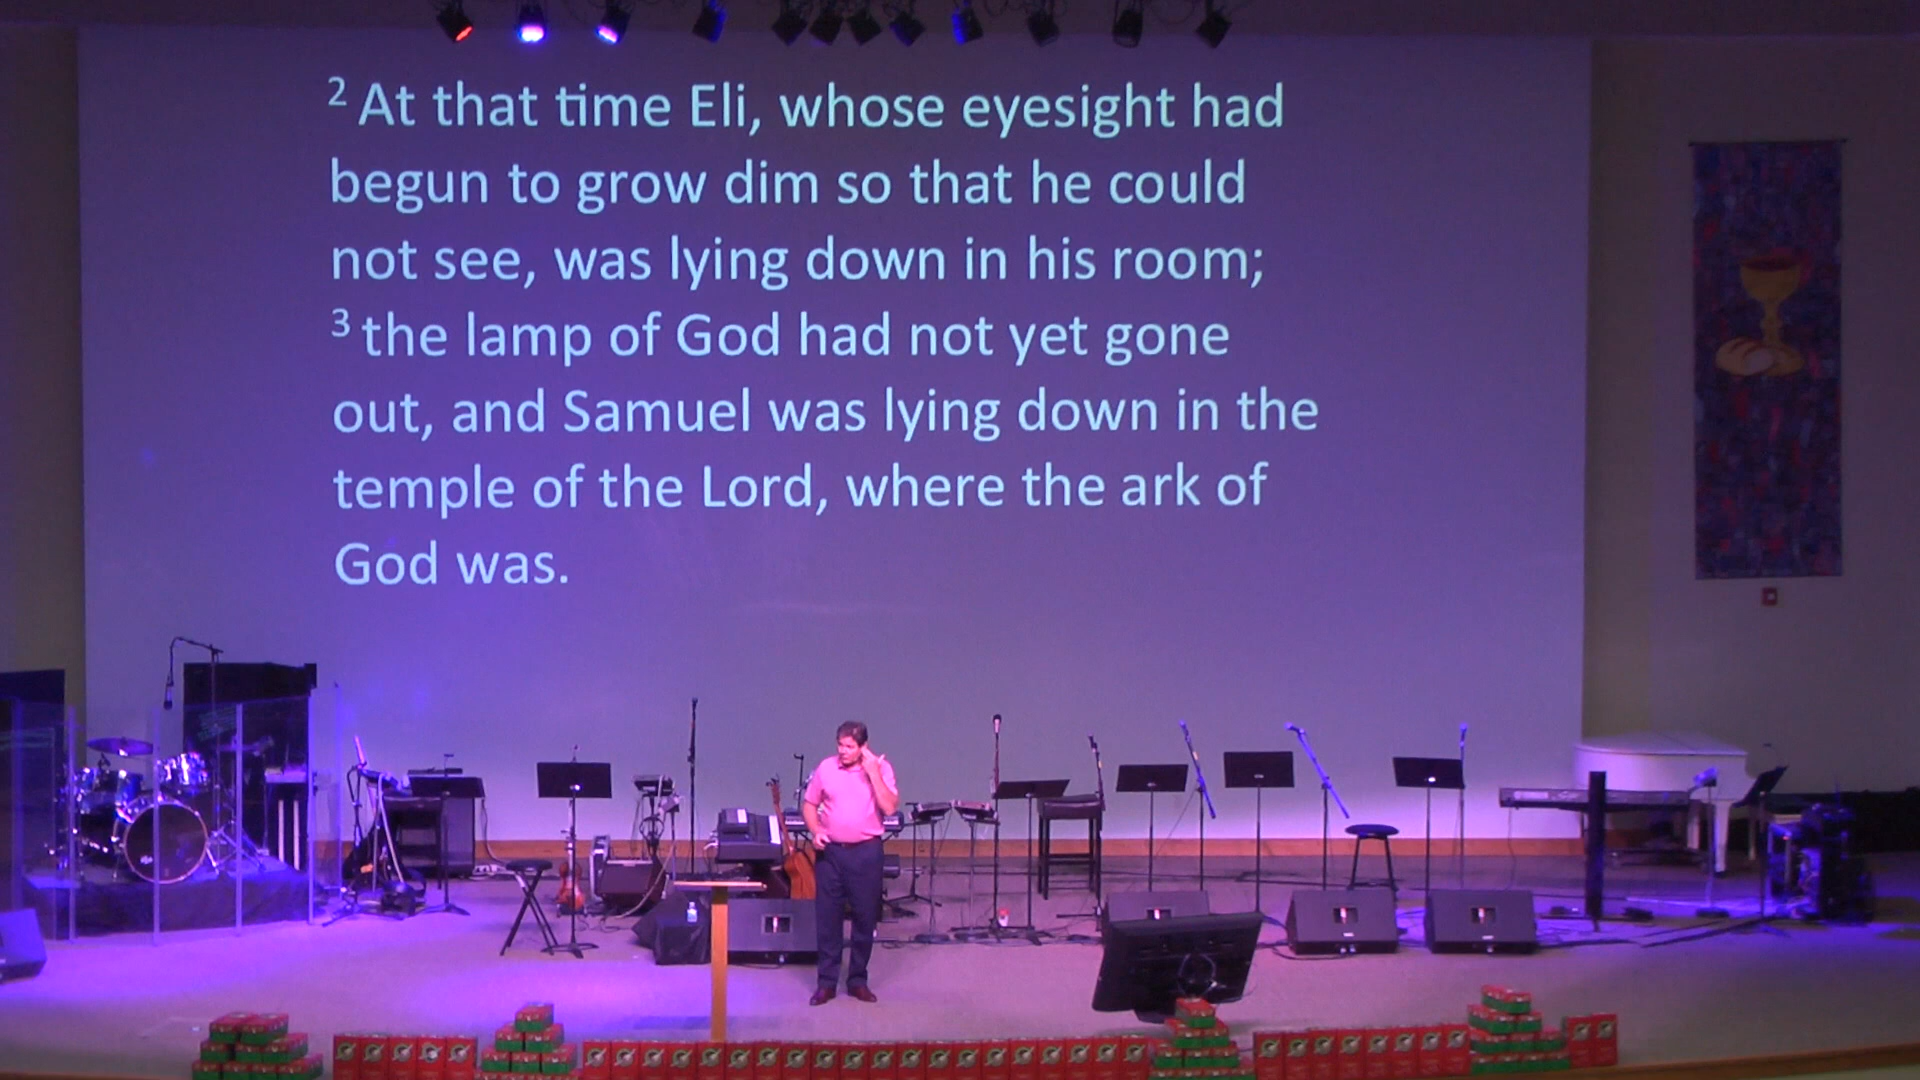 2 At that time Eli, whose eyesight had
begun to grow dim so that he could
not see, was lying down in his room;
3 the lamp of God had not yet gone
out, and Samuel was lying down in the
temple of the Lord, where the ark of
God was.